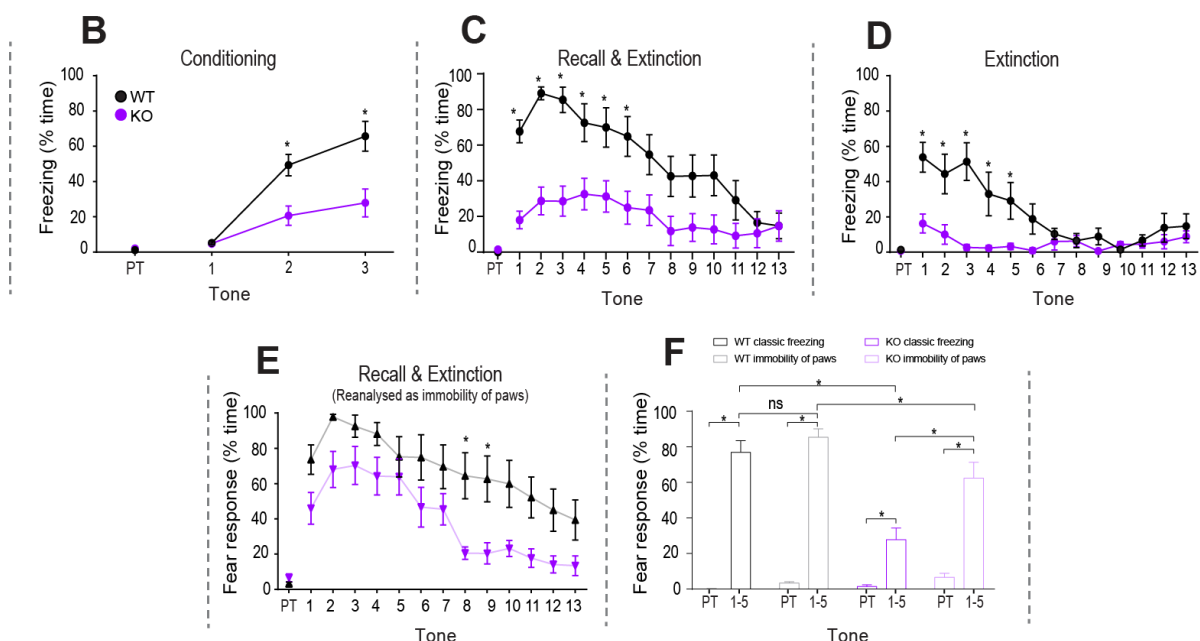 B
Conditioning
Freezing (% time)
100
80
60
40
20
0
WT
KO
*
*
PT
1
2
3
Tone
C
Recall & Extinction
Freezing (% time)
100
80
60
40
20
0
* * * * * *
PT 1 2 3 4 5 6 7 8 9 10 11 12 13
Tone
D
Extinction
Freezing (% time)
100
80
60
40
20
0
* * * * *
PT 1 2 3 4 5 6 7 8 9 10 11 12 13
Tone
E
Recall & Extinction
(Reanalysed as immobility of paws)
Fear response (% time)
100
80
60
40
20
0
* *
PT 1 2 3 4 5 6 7 8 9 10 11 12 13
Tone
F
WT classic freezing KO classic freezing
WT immobility of paws KO immobility of paws
Fear response (% time)
100
80
60
40
20
0
*
ns *
* * *
*
*
PT 1-5 PT 1-5 PT 1-5 PT 1-5
Tone